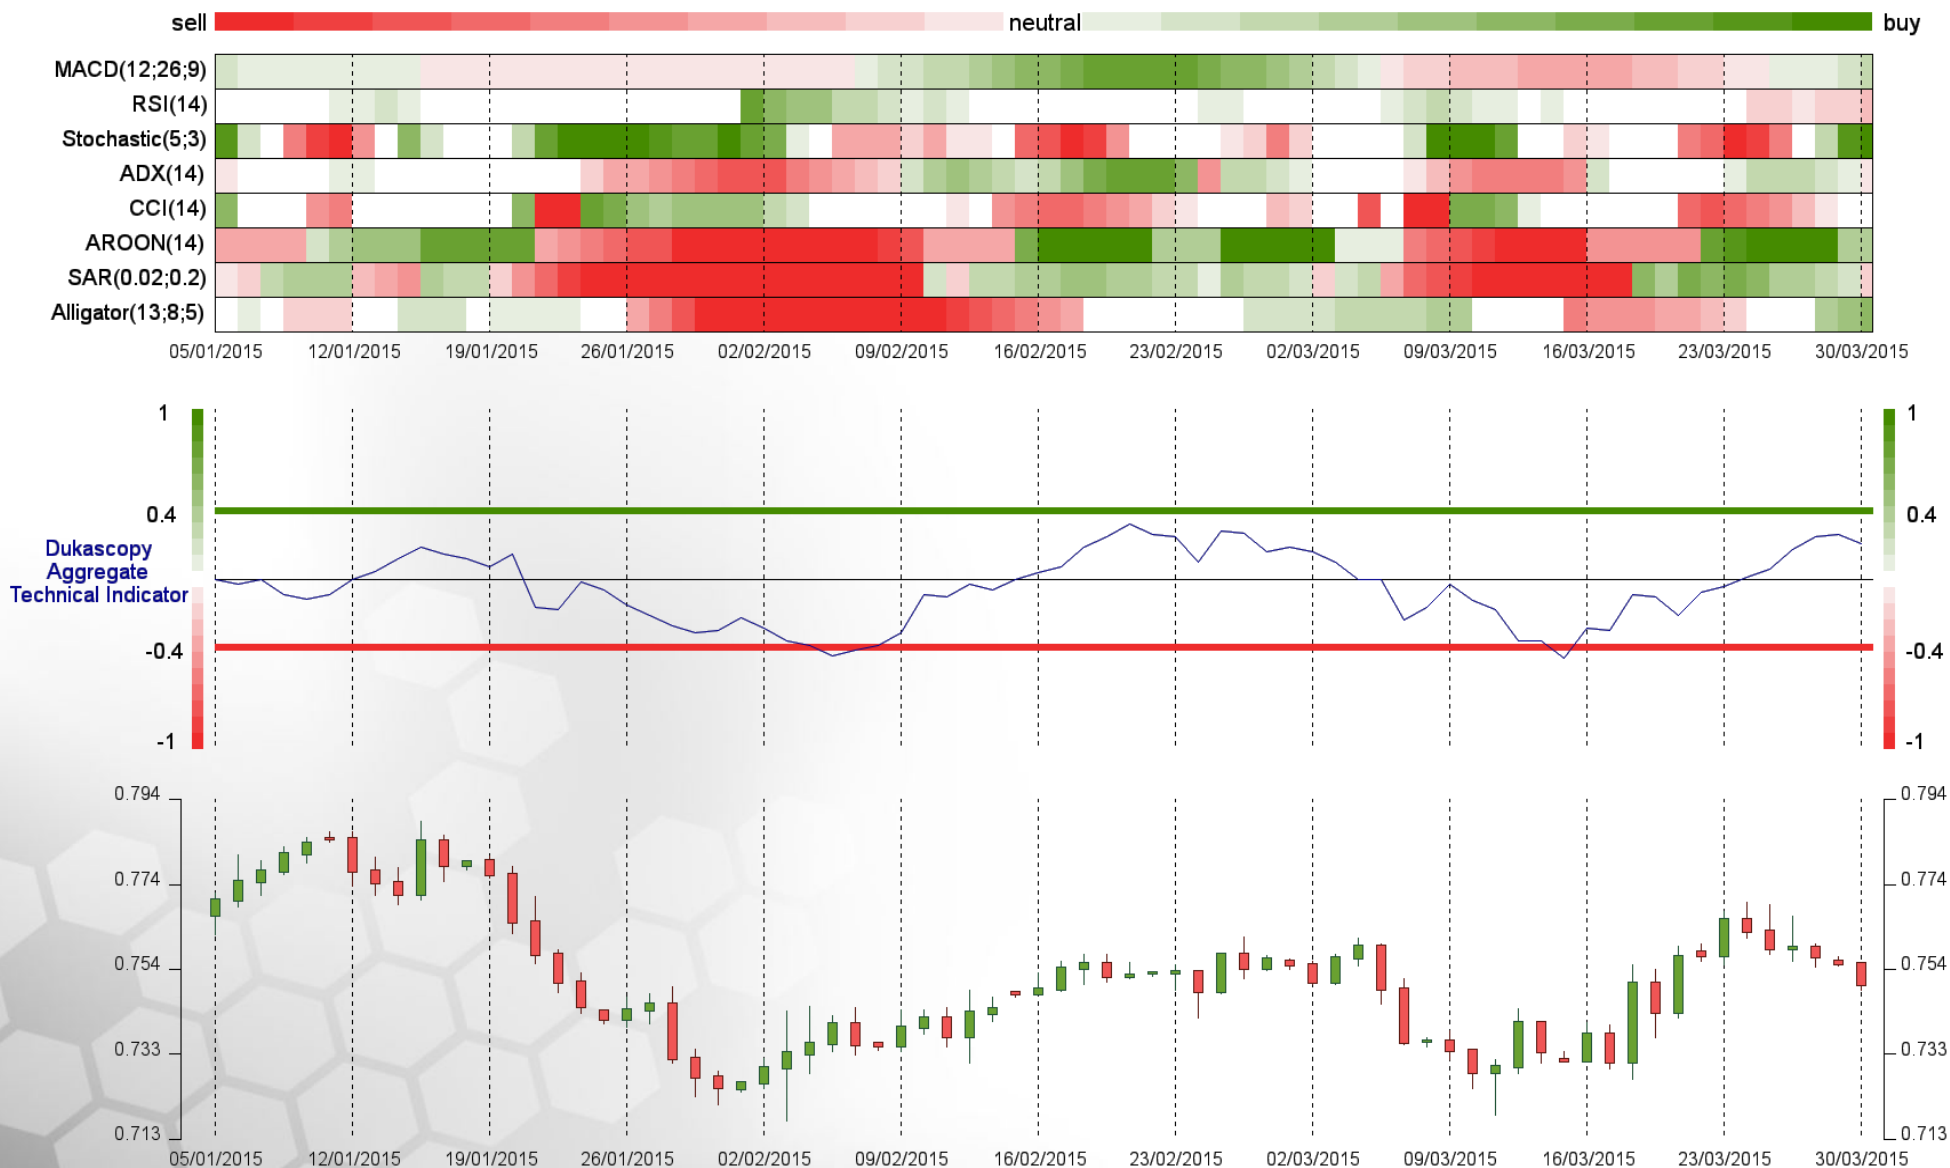 sell neutral buy
MACD(12;26;9)
RSI(14)
Stochastic(5;3)
ADX(14)
CCI(14)
AROON(14)
SAR(0.02;0.2)
Alligator(13;8;5)
05/01/2015 12/01/2015 19/01/2015 26/01/2015 02/02/2015 09/02/2015 16/02/2015 23/02/2015 02/03/2015 09/03/2015 16/03/2015 23/03/2015 30/03/2015
1 1
0.4 0.4
Dukascopy
Aggregate
Technical Indicator
-0.4 -0.4
-1 -1
0.794 0.794
0.774 0.774
0.754 0.754
0.733 0.733
0.713 0.713
05/01/2015 12/01/2015 19/01/2015 26/01/2015 02/02/2015 09/02/2015 16/02/2015 23/02/2015 02/03/2015 09/03/2015 16/03/2015 23/03/2015 30/03/2015